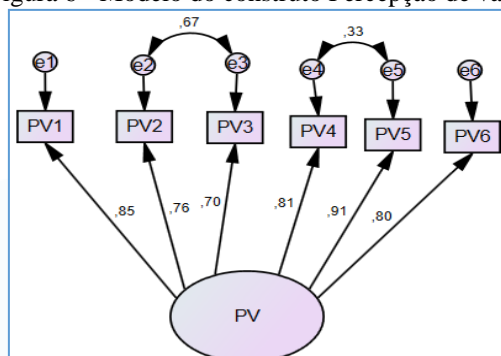 Modelo do construto Percepção de
,67
,33
e1 e2 e3 e4 e5 e6
PV1 PV2 PV3 PV4 PV5 PV6
,85 ,76 ,70 ,81 ,91 ,80
PV